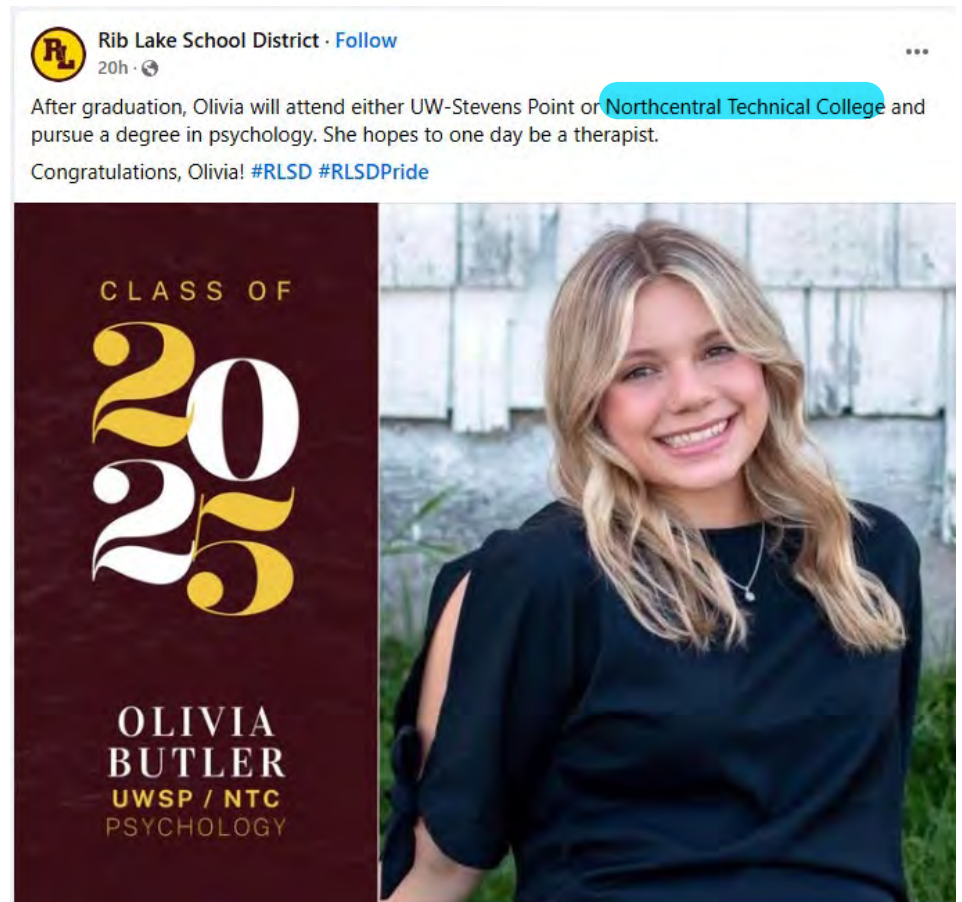 RL
Rib Lake School District · Follow
20h ·
After graduation, Olivia will attend either UW-Stevens Point or Northcentral Technical College and
pursue a degree in psychology. She hopes to one day be a therapist.
Congratulations, Olivia! #RLSD #RLSDPride
CLASS OF
20
25
OLIVIA
BUTLER
UWSP / NTC
PSYCHOLOGY